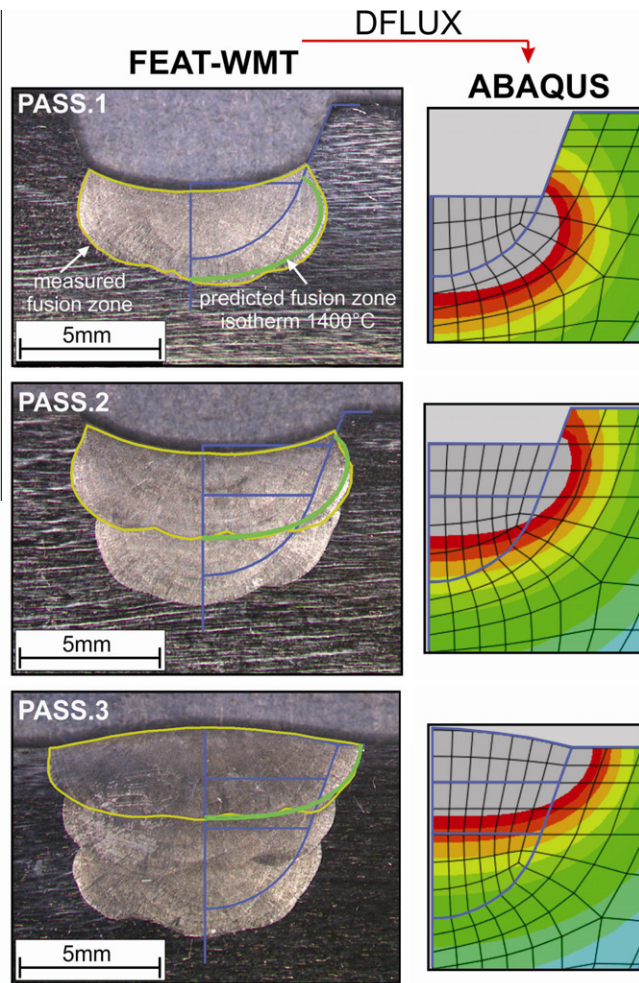 DFLUX
FEAT-WMT
ABAQUS
PASS.1
measured
fusion zone
predicted fusion zone
isotherm 1400°C
5mm
PASS.2
5mm
PASS.3
5mm